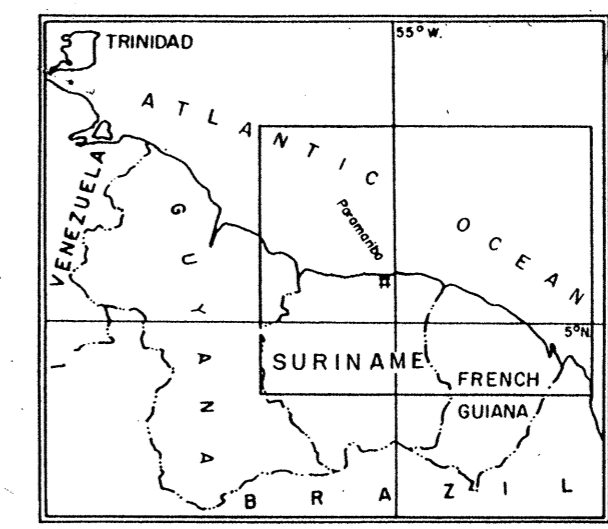 TRINIDAD
55° W.
ATLANTIC
OCEAN
VENEZUELA
GUYANA
Paramaribo
5° N.
SURINAME
FRENCH
GUIANA
BRAZIL